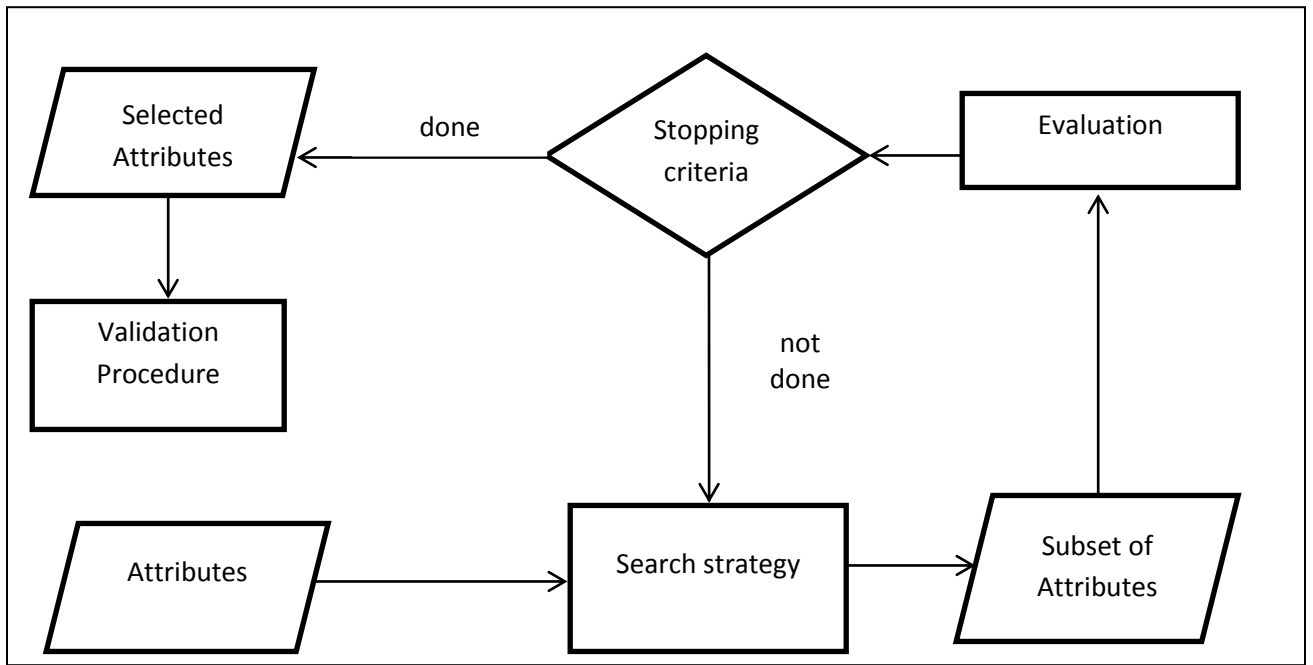 Selected
Attributes
done
Stopping
criteria
Evaluation
Validation
Procedure
not
done
Attributes
Search strategy
Subset of
Attributes